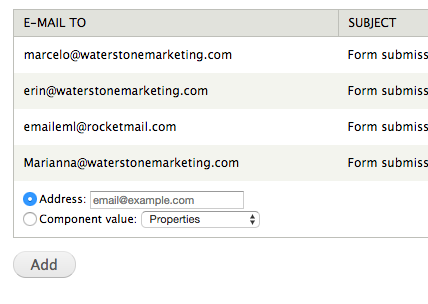 E-MAIL TO SUBJECT
marcelo@waterstonemarketing.com Form submiss
erin@waterstonemarketing.com Form submiss
emaileml@rocketmail.com Form submiss
Marianna@waterstonemarketing.com Form submiss
Address: email@example.com
Component value: Properties
Add